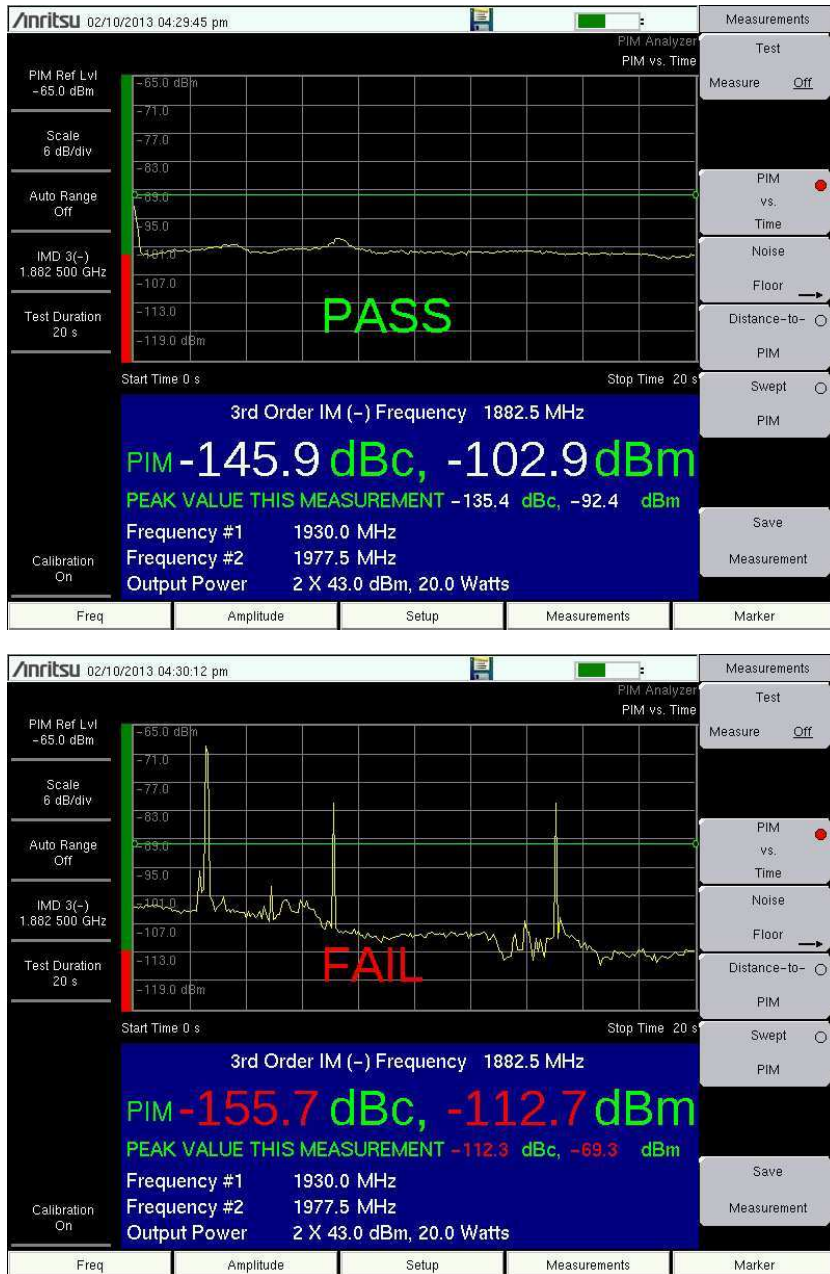 Anritsu 02/10/2013 04:29:45 pm
Measurements
PIM Analyzer
PIM vs. Time
PIM Ref Lvl
-65.0 dBm
Scale
6 dB/div
Auto Range
Off
IMD 3(-)
1.882 500 GHz
Test Duration
20 s
Calibration
On
-65.0 dBm
-71.0
-77.0
-83.0
-89.0
-95.0
-101.0
-107.0
-113.0
-119.0 dBm
PASS
Start Time 0 s
Stop Time 20 s
3rd Order IM (-) Frequency 1882.5 MHz
PIM -145.9 dBc, -102.9 dBm
PEAK VALUE THIS MEASUREMENT -135.4 dBc, -92.4 dBm
Frequency #1 1930.0 MHz
Frequency #2 1977.5 MHz
Output Power 2 X 43.0 dBm, 20.0 Watts
Test
Measure Off
PIM
vs.
Time
Noise
Floor
Distance-to-
PIM
Swept
PIM
Save
Measurement
Freq
Amplitude
Setup
Measurements
Marker
Anritsu 02/10/2013 04:30:12 pm
Measurements
PIM Analyzer
PIM vs. Time
PIM Ref Lvl
-65.0 dBm
Scale
6 dB/div
Auto Range
Off
IMD 3(-)
1.882 500 GHz
Test Duration
20 s
Calibration
On
-65.0 dBm
-71.0
-77.0
-83.0
-89.0
-95.0
-101.0
-107.0
-113.0
-119.0 dBm
FAIL
Start Time 0 s
Stop Time 20 s
3rd Order IM (-) Frequency 1882.5 MHz
PIM -155.7 dBc, -112.7 dBm
PEAK VALUE THIS MEASUREMENT -112.3 dBc, -69.3 dBm
Frequency #1 1930.0 MHz
Frequency #2 1977.5 MHz
Output Power 2 X 43.0 dBm, 20.0 Watts
Test
Measure Off
PIM
vs.
Time
Noise
Floor
Distance-to-
PIM
Swept
PIM
Save
Measurement
Freq
Amplitude
Setup
Measurements
Marker